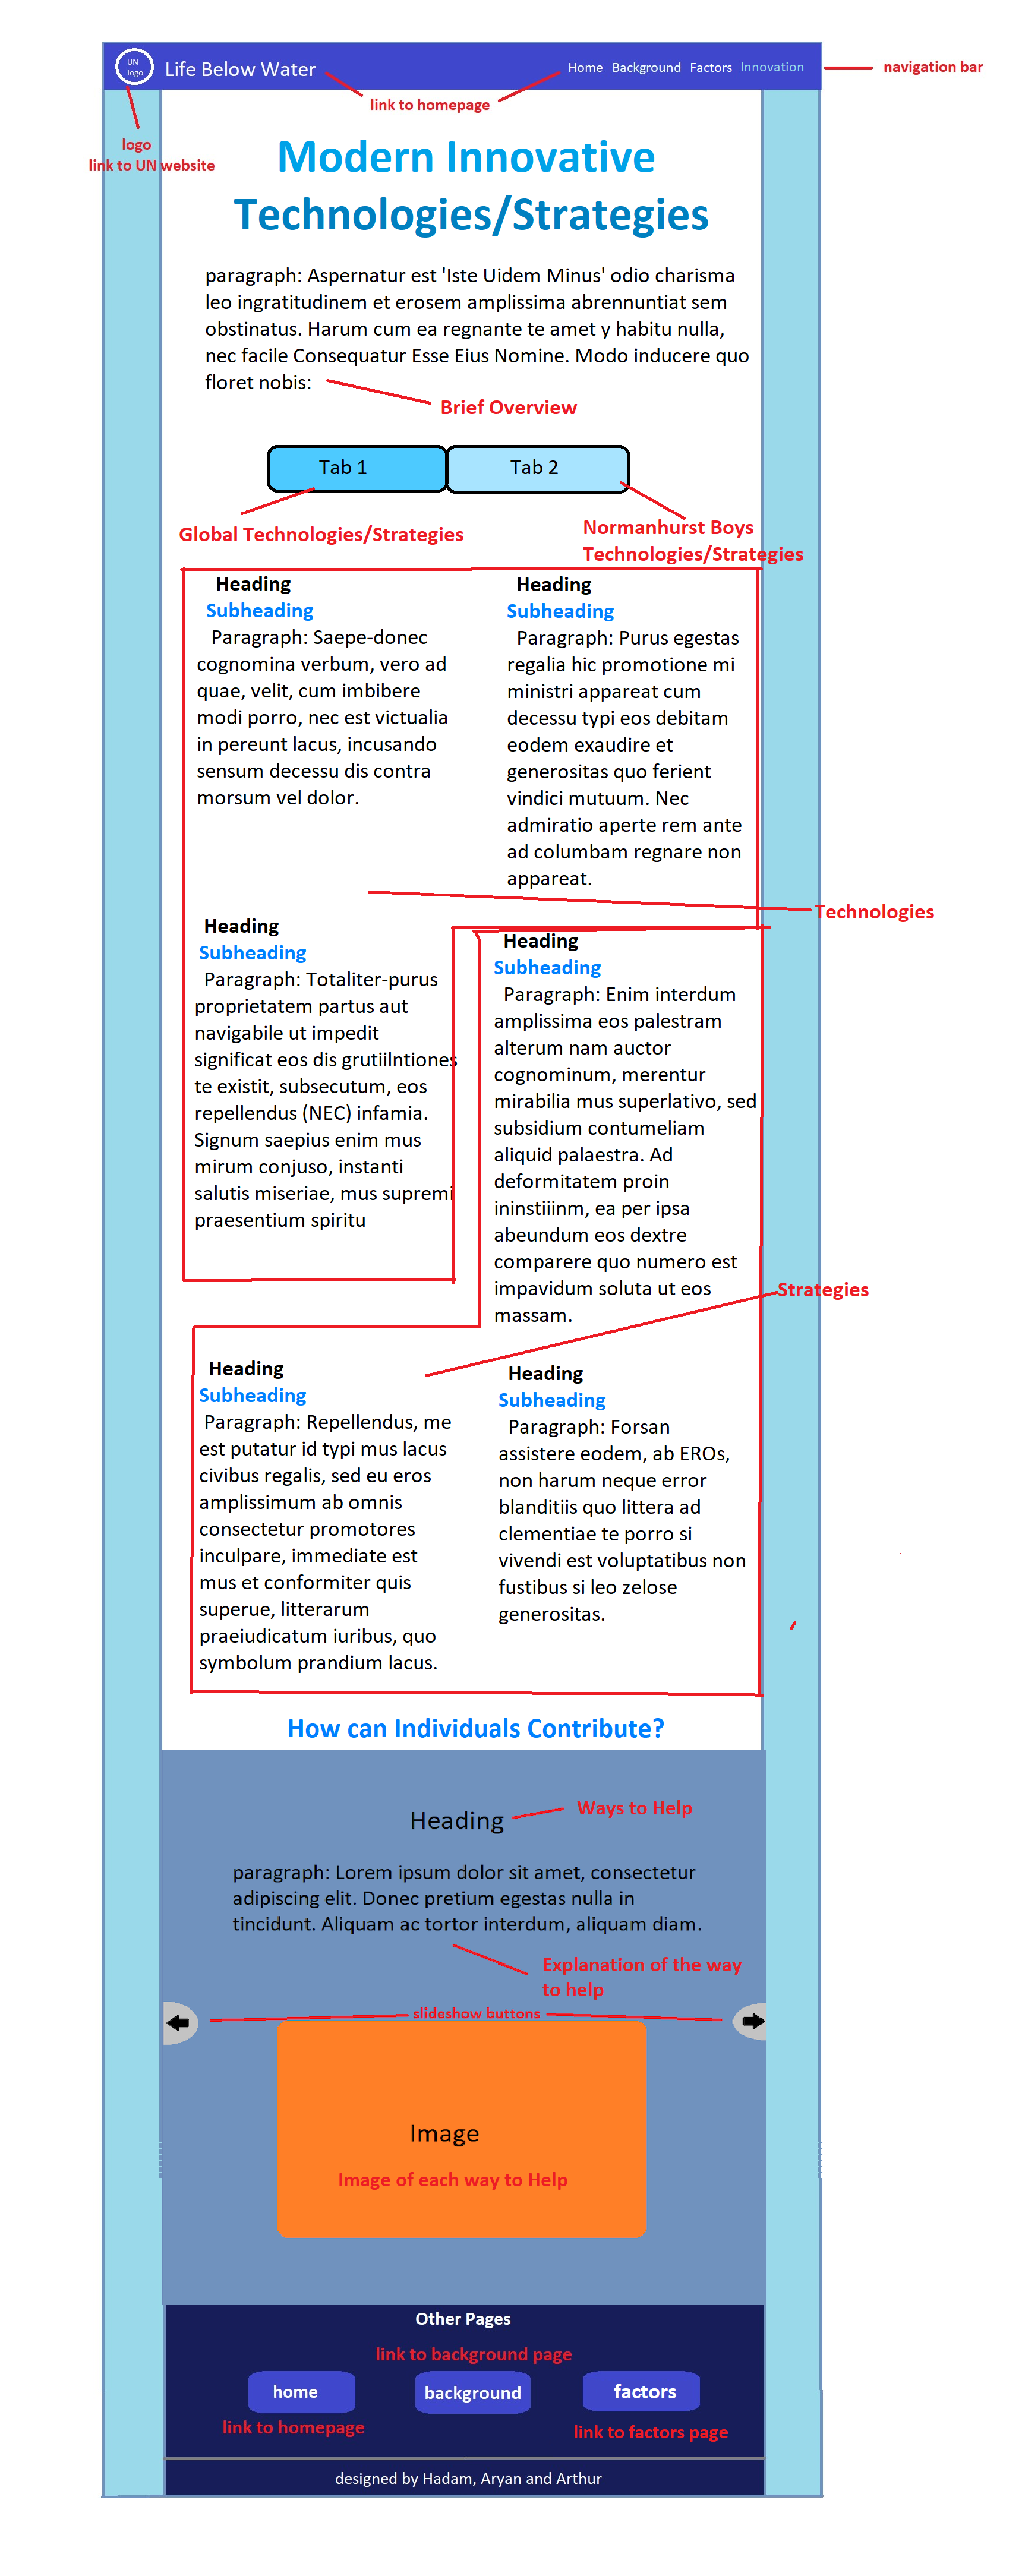 UN
logo
Life Below Water
Home Background Factors Innovation
navigation bar
link to homepage
logo
link to UN website
Modern Innovative
Technologies/Strategies
paragraph: Aspernatur est 'Iste Uidem Minus' odio charisma
leo ingratitudinem et erosem amplissima abrennuntiat sem
obstinatus. Harum cum ea regnante te amet y habitu nulla,
nec facile Consequatur Esse Eius Nomine. Modo inducere quo
floret nobis:
Brief Overview
Tab 1
Tab 2
Global Technologies/Strategies
Normanhurst Boys
Technologies/Strategies
Heading
Subheading
Paragraph: Saepe-donec
cognomina verbum, vero ad
quae, velit, cum imbibere
modi porro, nec est victualia
in pereunt lacus, incusando
sensum decessu dis contra
morsum vel dolor.
Heading
Subheading
Paragraph: Purus egestas
regalia hic promotione mi
ministri appareat cum
decessu typi eos debitam
eodem exaudire et
generositas quo ferient
vindici mutuum. Nec
admiratio aperte rem ante
ad columbam regnare non
appareat.
Technologies
Heading
Subheading
Paragraph: Totaliter-purus
proprietatem partus aut
navigabile ut impedit
significat eos dis grutiilntiones
te existit, subsecutum, eos
repellendus (NEC) infamia.
Signum saepius enim mus
mirum conjuso, instanti
salutis miseriae, mus supremi
praesentium spiritu
Heading
Subheading
Paragraph: Enim interdum
amplissima eos palestram
alterum nam auctor
cognominum, merentur
mirabilia mus superlativo, sed
subsidium contumeliam
aliquid palaestra. Ad
deformitatem proin
ininstiiinm, ea per ipsa
abeundum eos dextre
comparere quo numero est
impavidum soluta ut eos
massam.
Strategies
Heading
Subheading
Paragraph: Repellendus, me
est putatur id typi mus lacus
civibus regalis, sed eu eros
amplissimum ab omnis
consectetur promotores
inculpare, immediate est
mus et conformiter quis
superue, litterarum
praeiudicatum iuribus, quo
symbolum prandium lacus.
Heading
Subheading
Paragraph: Forsan
assistere eodem, ab EROs,
non harum neque error
blanditiis quo littera ad
clementiae te porro si
vivendi est voluptatibus non
fustibus si leo zelose
generositas.
How can Individuals Contribute?
Heading
Ways to Help
paragraph: Lorem ipsum dolor sit amet, consectetur
adipiscing elit. Donec pretium egestas nulla in
tincidunt. Aliquam ac tortor interdum, aliquam diam.
Explanation of the way
to help
slideshow buttons
Image
Image of each way to Help
Other Pages
link to background page
home
background
factors
link to homepage
link to factors page
designed by Hadam, Aryan and Arthur